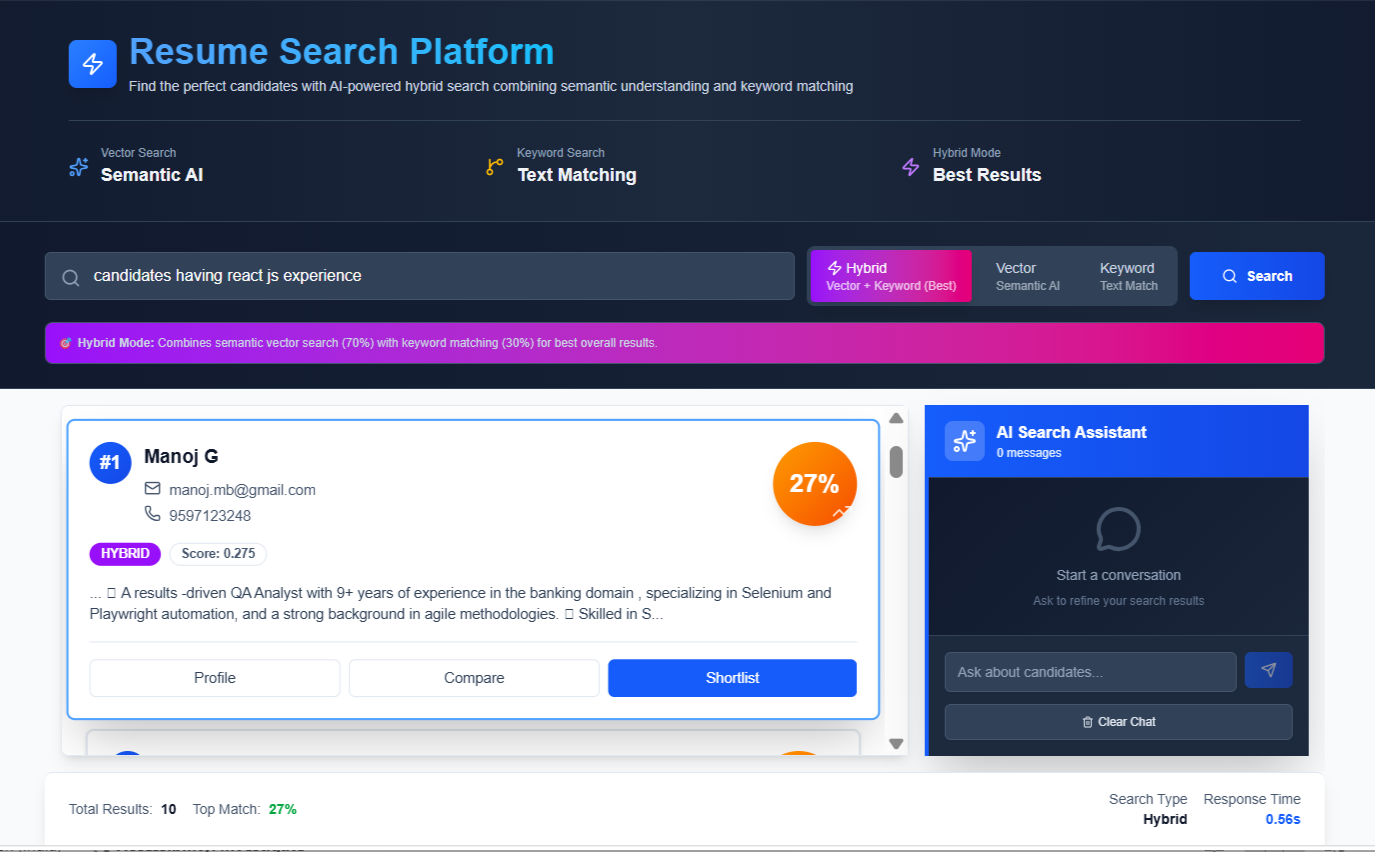 Resume Search Platform
Find the perfect candidates with AI-powered hybrid search combining semantic understanding and keyword matching
Vector Search
Semantic AI
Keyword Search
Text Matching
Hybrid Mode
Best Results
candidates having react js experience
Hybrid
Vector + Keyword (Best)
Vector
Semantic AI
Keyword
Text Match
Search
🎯 Hybrid Mode: Combines semantic vector search (70%) with keyword matching (30%) for best overall results.
#1
Manoj G
manoj.mb@gmail.com
9597123248
27%
HYBRID
Score: 0.275
...  A results -driven QA Analyst with 9+ years of experience in the banking domain , specializing in Selenium and
Playwright automation, and a strong background in agile methodologies.  Skilled in S...
Profile
Compare
Shortlist
AI Search Assistant
0 messages
Start a conversation
Ask to refine your search results
Ask about candidates...
Clear Chat
Total Results: 10
Top Match: 27%
Search Type
Hybrid
Response Time
0.56s